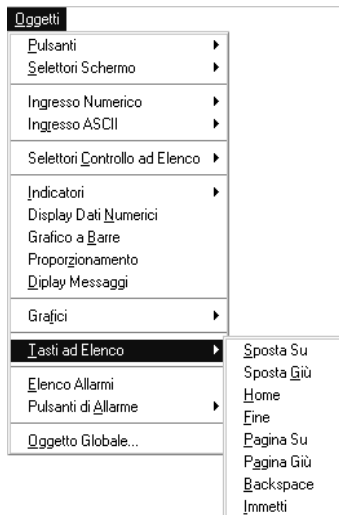 Oggetti
Pulsanti
Selettori Schermo
Ingresso Numerico
Ingresso ASCII
Selettori Controllo ad Elenco
Indicatori
Display Dati Numerici
Grafico a Barre
Proporzionamento
Diplay Messaggi
Grafici
Tasti ad Elenco
Sposta Su
Sposta Giù
Home
Fine
Pagina Su
Pagina Giù
Backspace
Immetti
Elenco Allarmi
Pulsanti di Allarme
Oggetto Globale...